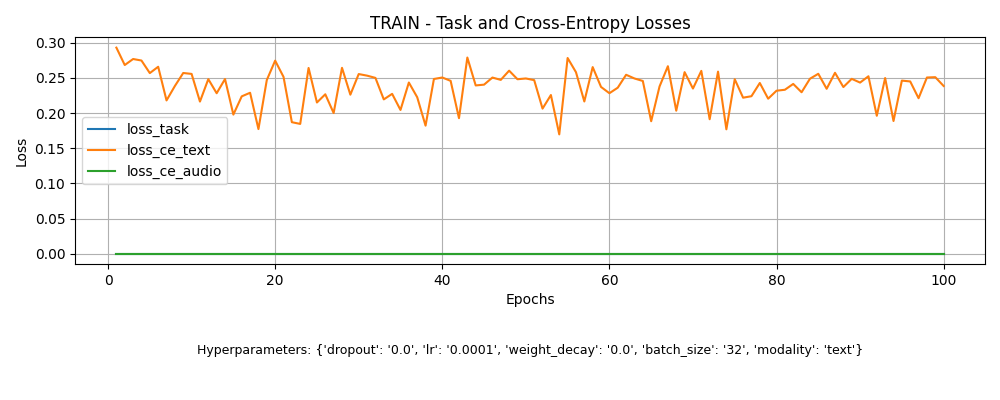 TRAIN - Task and Cross-Entropy Losses
0.30
0.25
0.20
0.15
0.10
0.05
0.00
Loss
loss_task
loss_ce_text
loss_ce_audio
0 20 40 60 80 100
Epochs
Hyperparameters: {'dropout': '0.0', 'lr': '0.0001', 'weight_decay': '0.0', 'batch_size': '32', 'modality': 'text'}